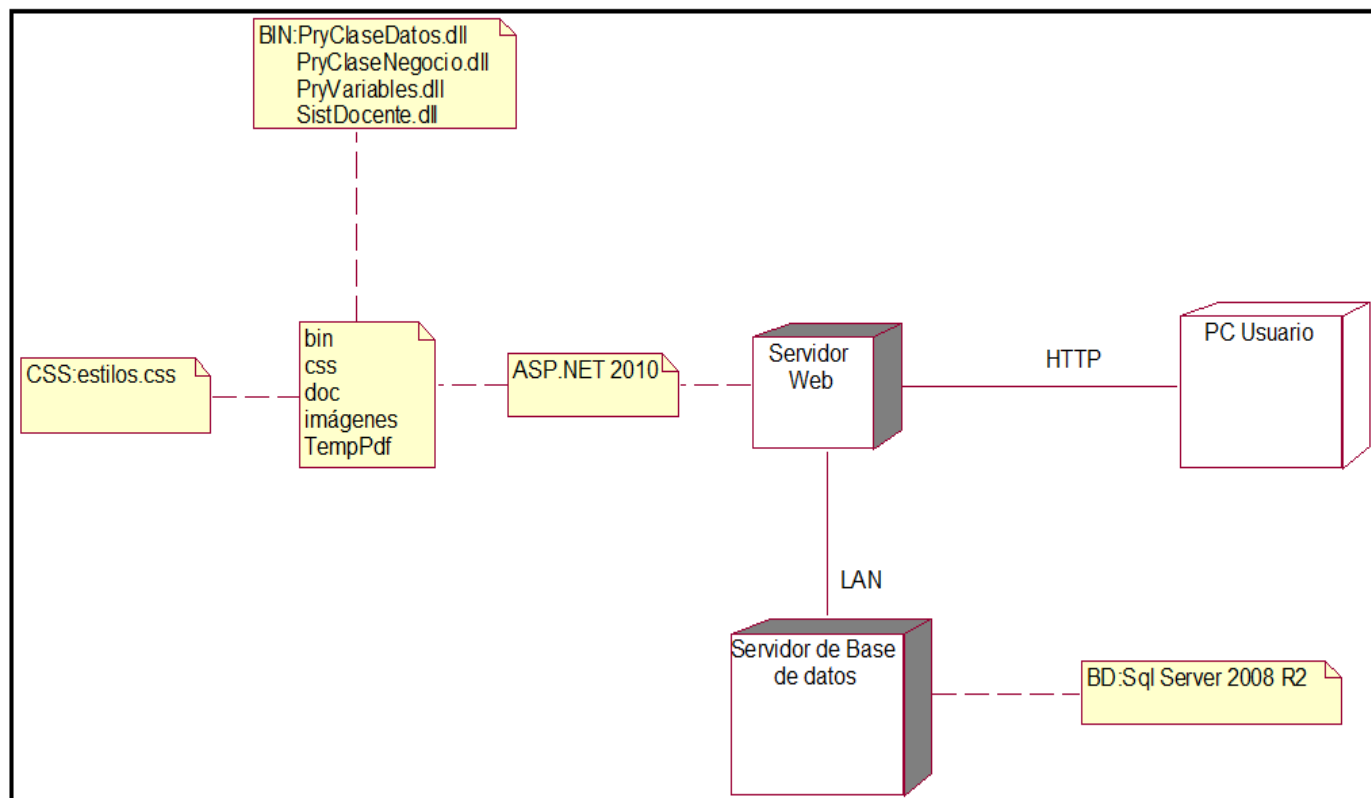 BIN:PryClaseDatos.dll
PryClaseNegocio.dll
PryVariables.dll
SistDocente.dll
CSS:estilos.css
bin
css
doc
imágenes
TempPdf
ASP.NET 2010
Servidor
Web
HTTP
PC Usuario
LAN
Servidor de Base
de datos
BD:Sql Server 2008 R2